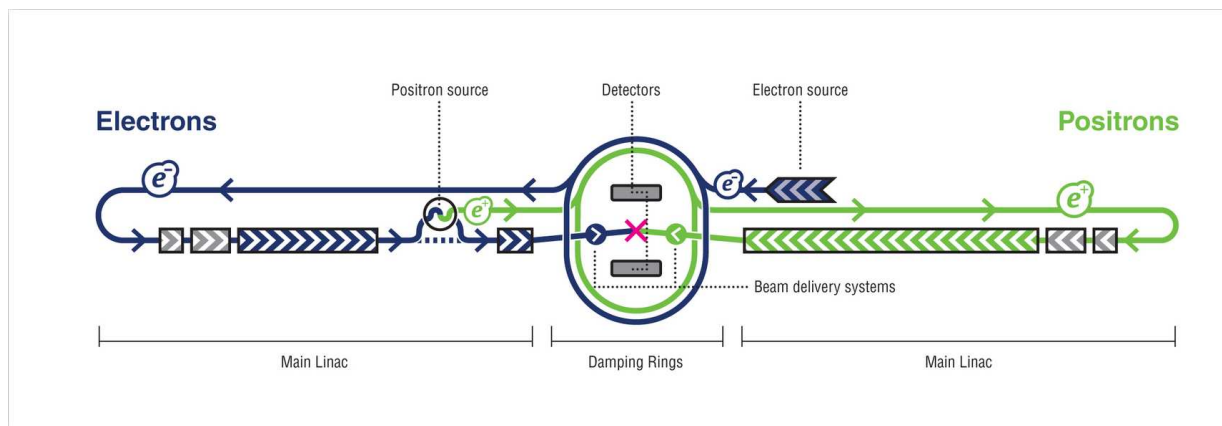 Positron source
Detectors
Electron source
Electrons
Positrons
e⁻
e⁻
e⁺
e⁺
Beam delivery systems
Main Linac
Damping Rings
Main Linac